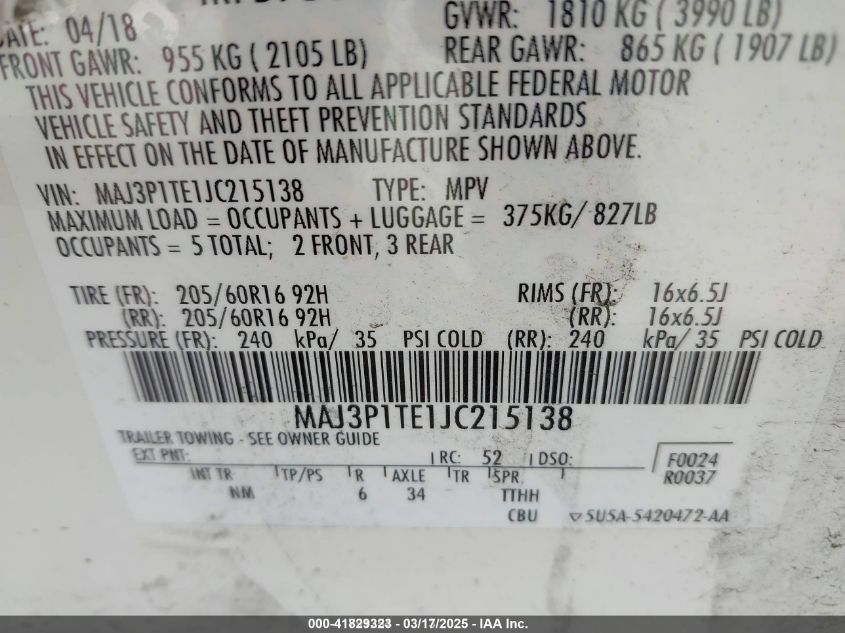 DATE: 04/18
GVWR: 1810 KG ( 3990 LB)
FRONT GAWR: 955 KG ( 2105 LB)
REAR GAWR: 865 KG ( 1907 LB)
THIS VEHICLE CONFORMS TO ALL APPLICABLE FEDERAL MOTOR
VEHICLE SAFETY AND THEFT PREVENTION STANDARDS
IN EFFECT ON THE DATE OF MANUFACTURE SHOWN ABOVE.
VIN: MAJ3P1TE1JC215138 TYPE: MPV
MAXIMUM LOAD = OCCUPANTS + LUGGAGE = 375KG/ 827LB
OCCUPANTS = 5 TOTAL; 2 FRONT, 3 REAR
TIRE (FR): 205/60R16 92H RIMS (FR): 16x6.5J
(RR): 205/60R16 92H (RR): 16x6.5J
PRESSURE (FR): 240 kPa/ 35 PSI COLD (RR): 240 kPa/ 35 PSI COLD
MAJ3P1TE1JC215138
TRAILER TOWING - SEE OWNER GUIDE
EXT PNT: RC: 52 DSO: F0024
INT TR TP/PS R AXLE TR SPR R0037
NM 6 34 TTHH
CBU ▽ SU5A-5420472-AA
000-41829323 - 03/17/2025 - IAA Inc.